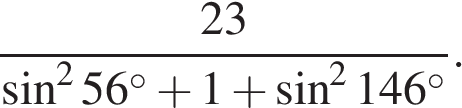 23
sin² 56° + 1 + sin² 146°.